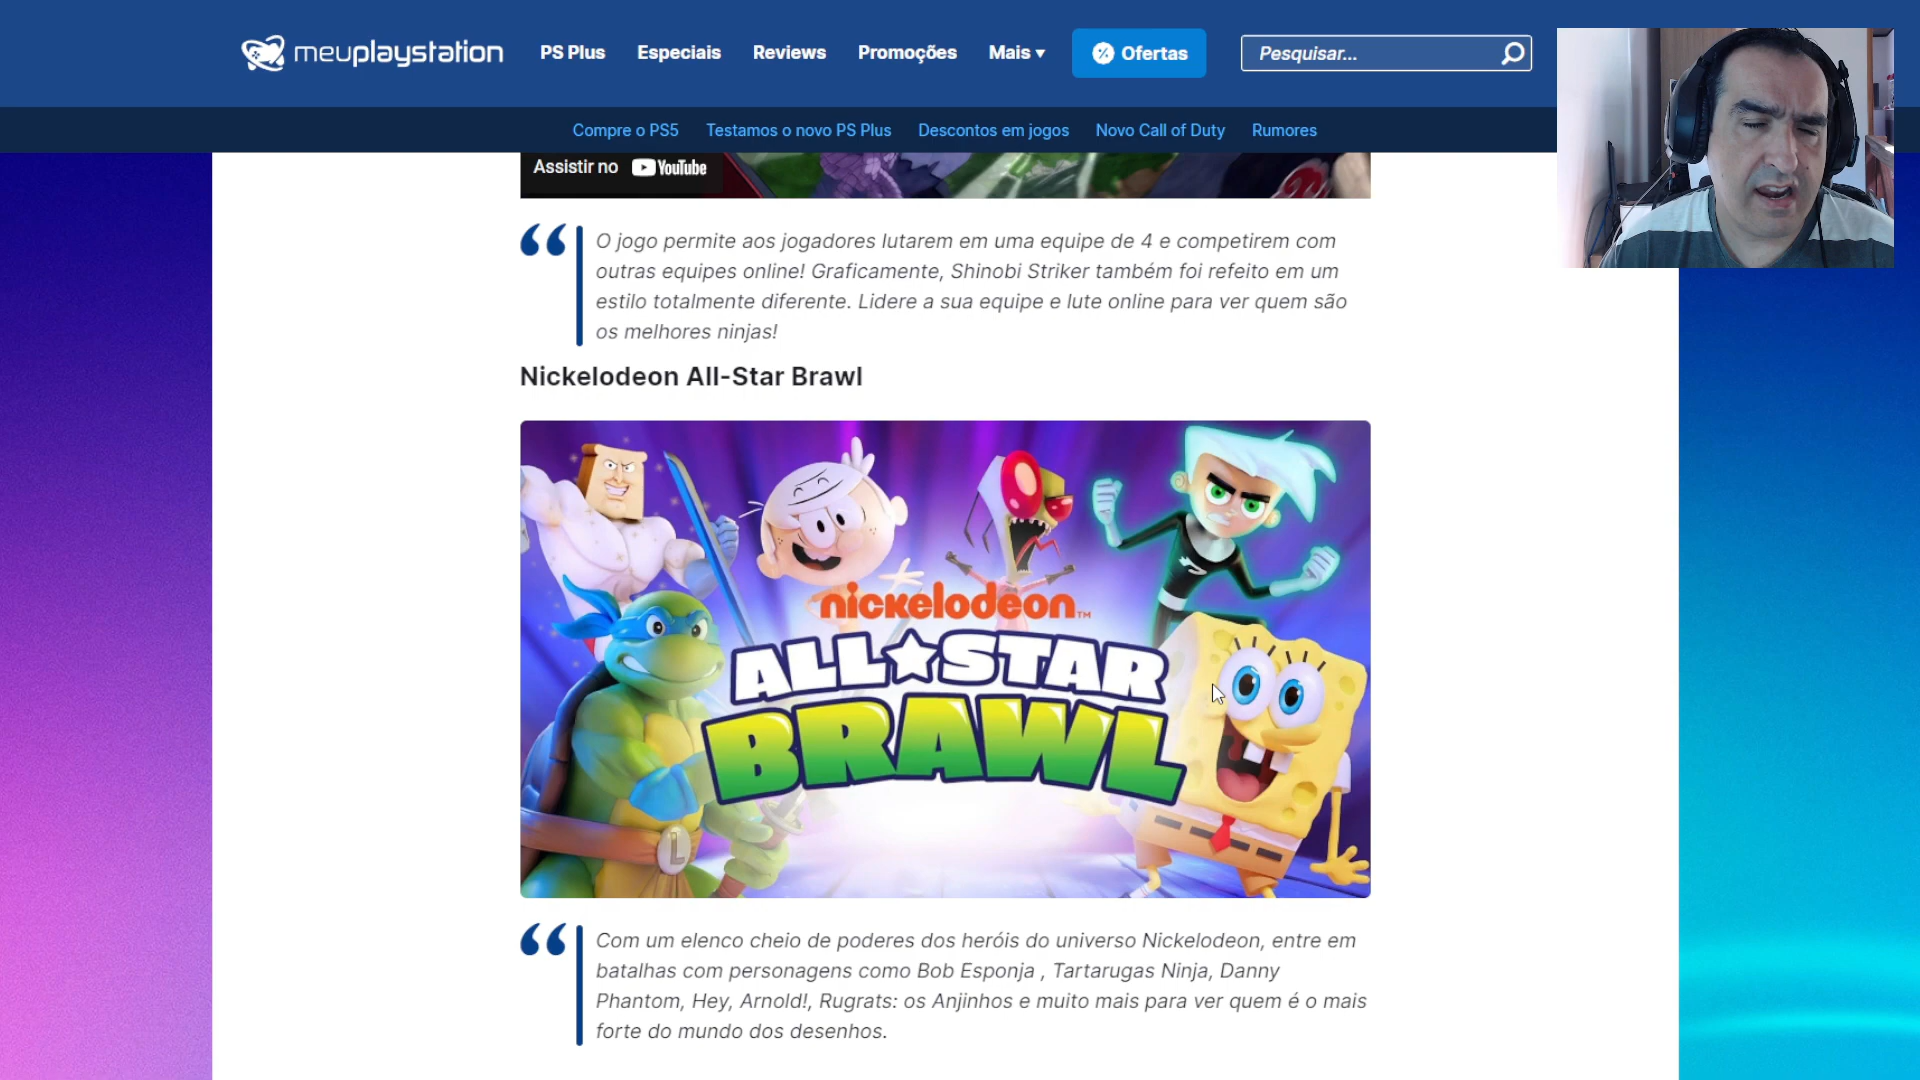 meuplaystation
PS Plus
Especiais
Reviews
Promoções
Mais
Ofertas
Pesquisar...
Compre o PS5
Testamos o novo PS Plus
Descontos em jogos
Novo Call of Duty
Rumores
Assistir no YouTube
O jogo permite aos jogadores lutarem em uma equipe de 4 e competirem com
outras equipes online! Graficamente, Shinobi Striker também foi refeito em um
estilo totalmente diferente. Lidere a sua equipe e lute online para ver quem são
os melhores ninjas!
Nickelodeon All-Star Brawl
nickelodeon™
ALL★STAR
BRAWL
L
Com um elenco cheio de poderes dos heróis do universo Nickelodeon, entre em
batalhas com personagens como Bob Esponja , Tartarugas Ninja, Danny
Phantom, Hey, Arnold!, Rugrats: os Anjinhos e muito mais para ver quem é o mais
forte do mundo dos desenhos.